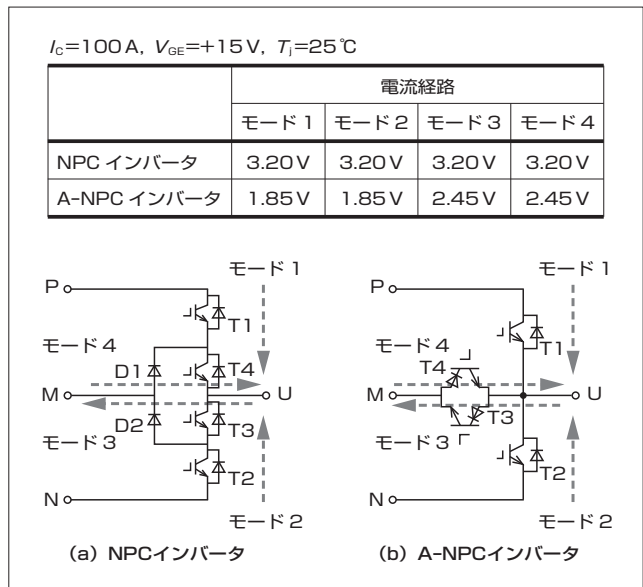 I_C=100 A, V_GE=+15 V, T_j=25 ℃
電流経路
モード 1 モード 2 モード 3 モード 4
NPC インバータ 3.20 V 3.20 V 3.20 V 3.20 V
A-NPC インバータ 1.85 V 1.85 V 2.45 V 2.45 V
モード 1
P
T1
モード 4
D1
T4
M
U
D2
T3
モード 3
T2
N
モード 2
(a) NPCインバータ
モード 1
P
T1
モード 4
T4
M
U
T3
モード 3
T2
N
モード 2
(b) A-NPCインバータ